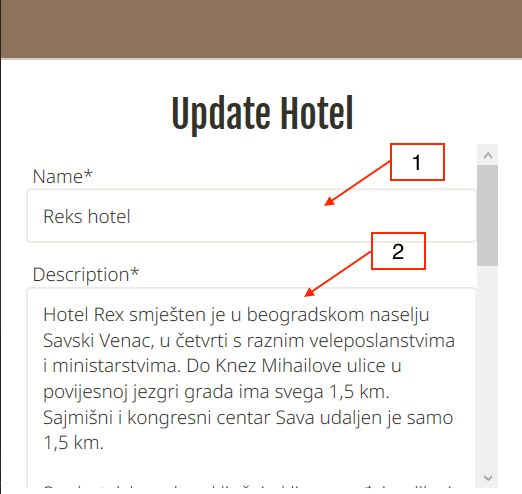 Update Hotel
1
Name*
Reks hotel
2
Description*
Hotel Rex smješten je u beogradskom naselju
Savski Venac, u četvrti s raznim veleposlanstvima
i ministarstvima. Do Knez Mihailove ulice u
povijesnoj jezgri grada ima svega 1,5 km.
Sajmišni i kongresni centar Sava udaljen je samo
1,5 km.